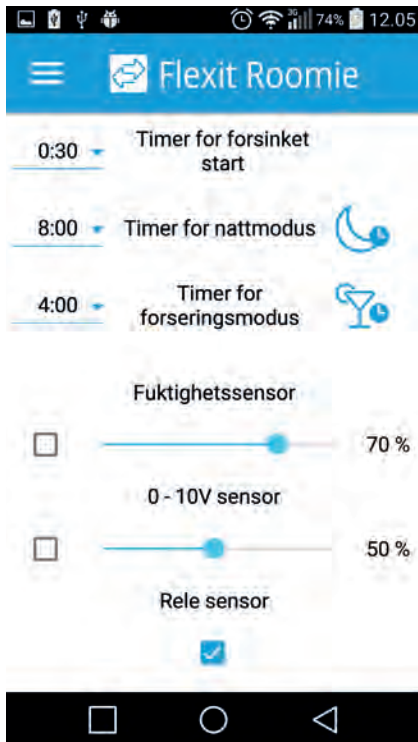 3G 74% 12.05
Flexit Roomie
0:30 Timer for forsinket
start
8:00 Timer for nattmodus
4:00 Timer for
forseringsmodus
Fuktighetssensor
70 %
0 - 10V sensor
50 %
Rele sensor